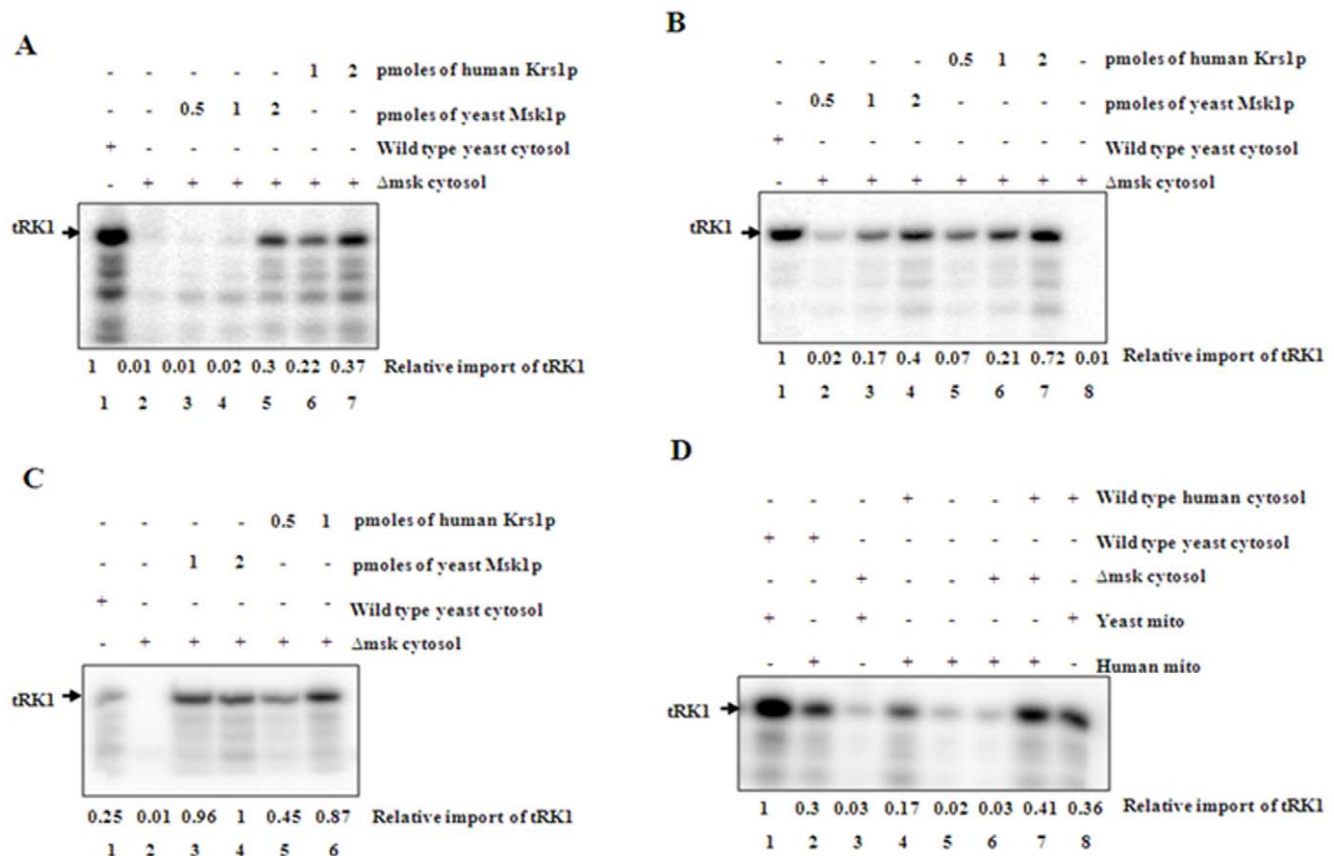 A
- - - - - 1 2 pmoles of human Krs1p
- - 0.5 1 2 - - pmoles of yeast Msk1p
+ - - - - - - Wild type yeast cytosol
- + + + + + + Δmsk cytosol
tRK1
1 0.01 0.01 0.02 0.3 0.22 0.37 Relative import of tRK1
1 2 3 4 5 6 7
B
- - - - 0.5 1 2 - pmoles of human Krs1p
- 0.5 1 2 - - - - pmoles of yeast Msk1p
+ - - - - - - - Wild type yeast cytosol
- + + + + + + + Δmsk cytosol
tRK1
1 0.02 0.17 0.4 0.07 0.21 0.72 0.01 Relative import of tRK1
1 2 3 4 5 6 7 8
C
- - - - 0.5 1 pmoles of human Krs1p
- - 1 2 - - pmoles of yeast Msk1p
+ - - - - - Wild type yeast cytosol
- + + + + + Δmsk cytosol
tRK1
0.25 0.01 0.96 1 0.45 0.87 Relative import of tRK1
1 2 3 4 5 6
D
- - - + - - + + Wild type human cytosol
+ + - - - - - - Wild type yeast cytosol
- - + - - + + - Δmsk cytosol
+ - + - - - - + Yeast mito
- + - + + + + - Human mito
tRK1
1 0.3 0.03 0.17 0.02 0.03 0.41 0.36 Relative import of tRK1
1 2 3 4 5 6 7 8